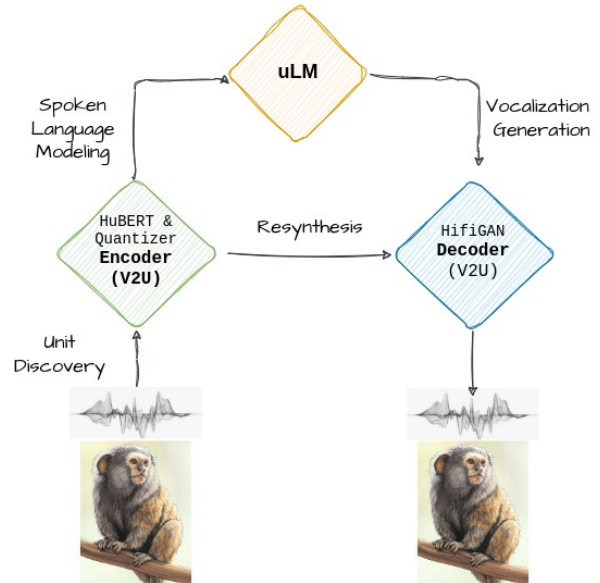 uLM
Spoken
Language
Modeling
Vocalization
Generation
HuBERT &
Quantizer
Encoder
(V2U)
Resynthesis
HifiGAN
Decoder
(V2U)
Unit
Discovery